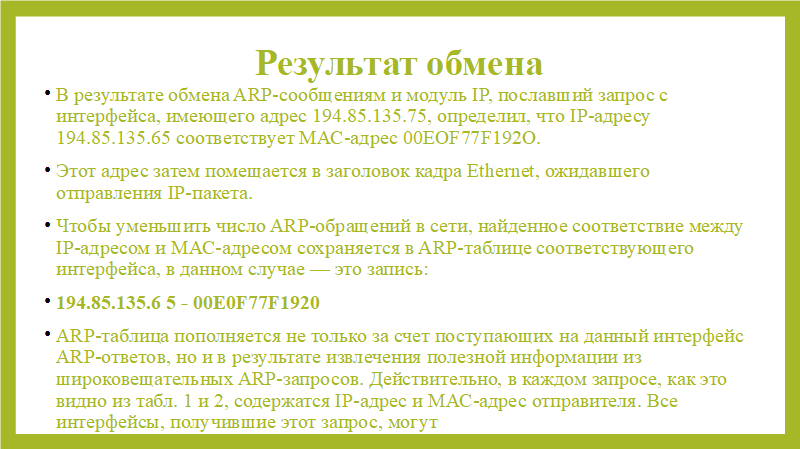 Результат обмена
• В результате обмена ARP-сообщениям и модуль IP, пославший запрос с
интерфейса, имеющего адрес 194.85.135.75, определил, что IP-адресу
194.85.135.65 соответствует МАС-адрес 00EOF77F192O.
• Этот адрес затем помещается в заголовок кадра Ethernet, ожидавшего
отправления IP-пакета.
• Чтобы уменьшить число ARP-обращений в сети, найденное соответствие между
IP-адресом и МАС-адресом сохраняется в ARP-таблице соответствующего
интерфейса, в данном случае — это запись:
• 194.85.135.6 5 - 00E0F77F1920
• ARP-таблица пополняется не только за счет поступающих на данный интерфейс
ARP-ответов, но и в результате извлечения полезной информации из
широковещательных ARP-запросов. Действительно, в каждом запросе, как это
видно из табл. 1 и 2, содержатся IP-адрес и МАС-адрес отправителя. Все
интерфейсы, получившие этот запрос, могут